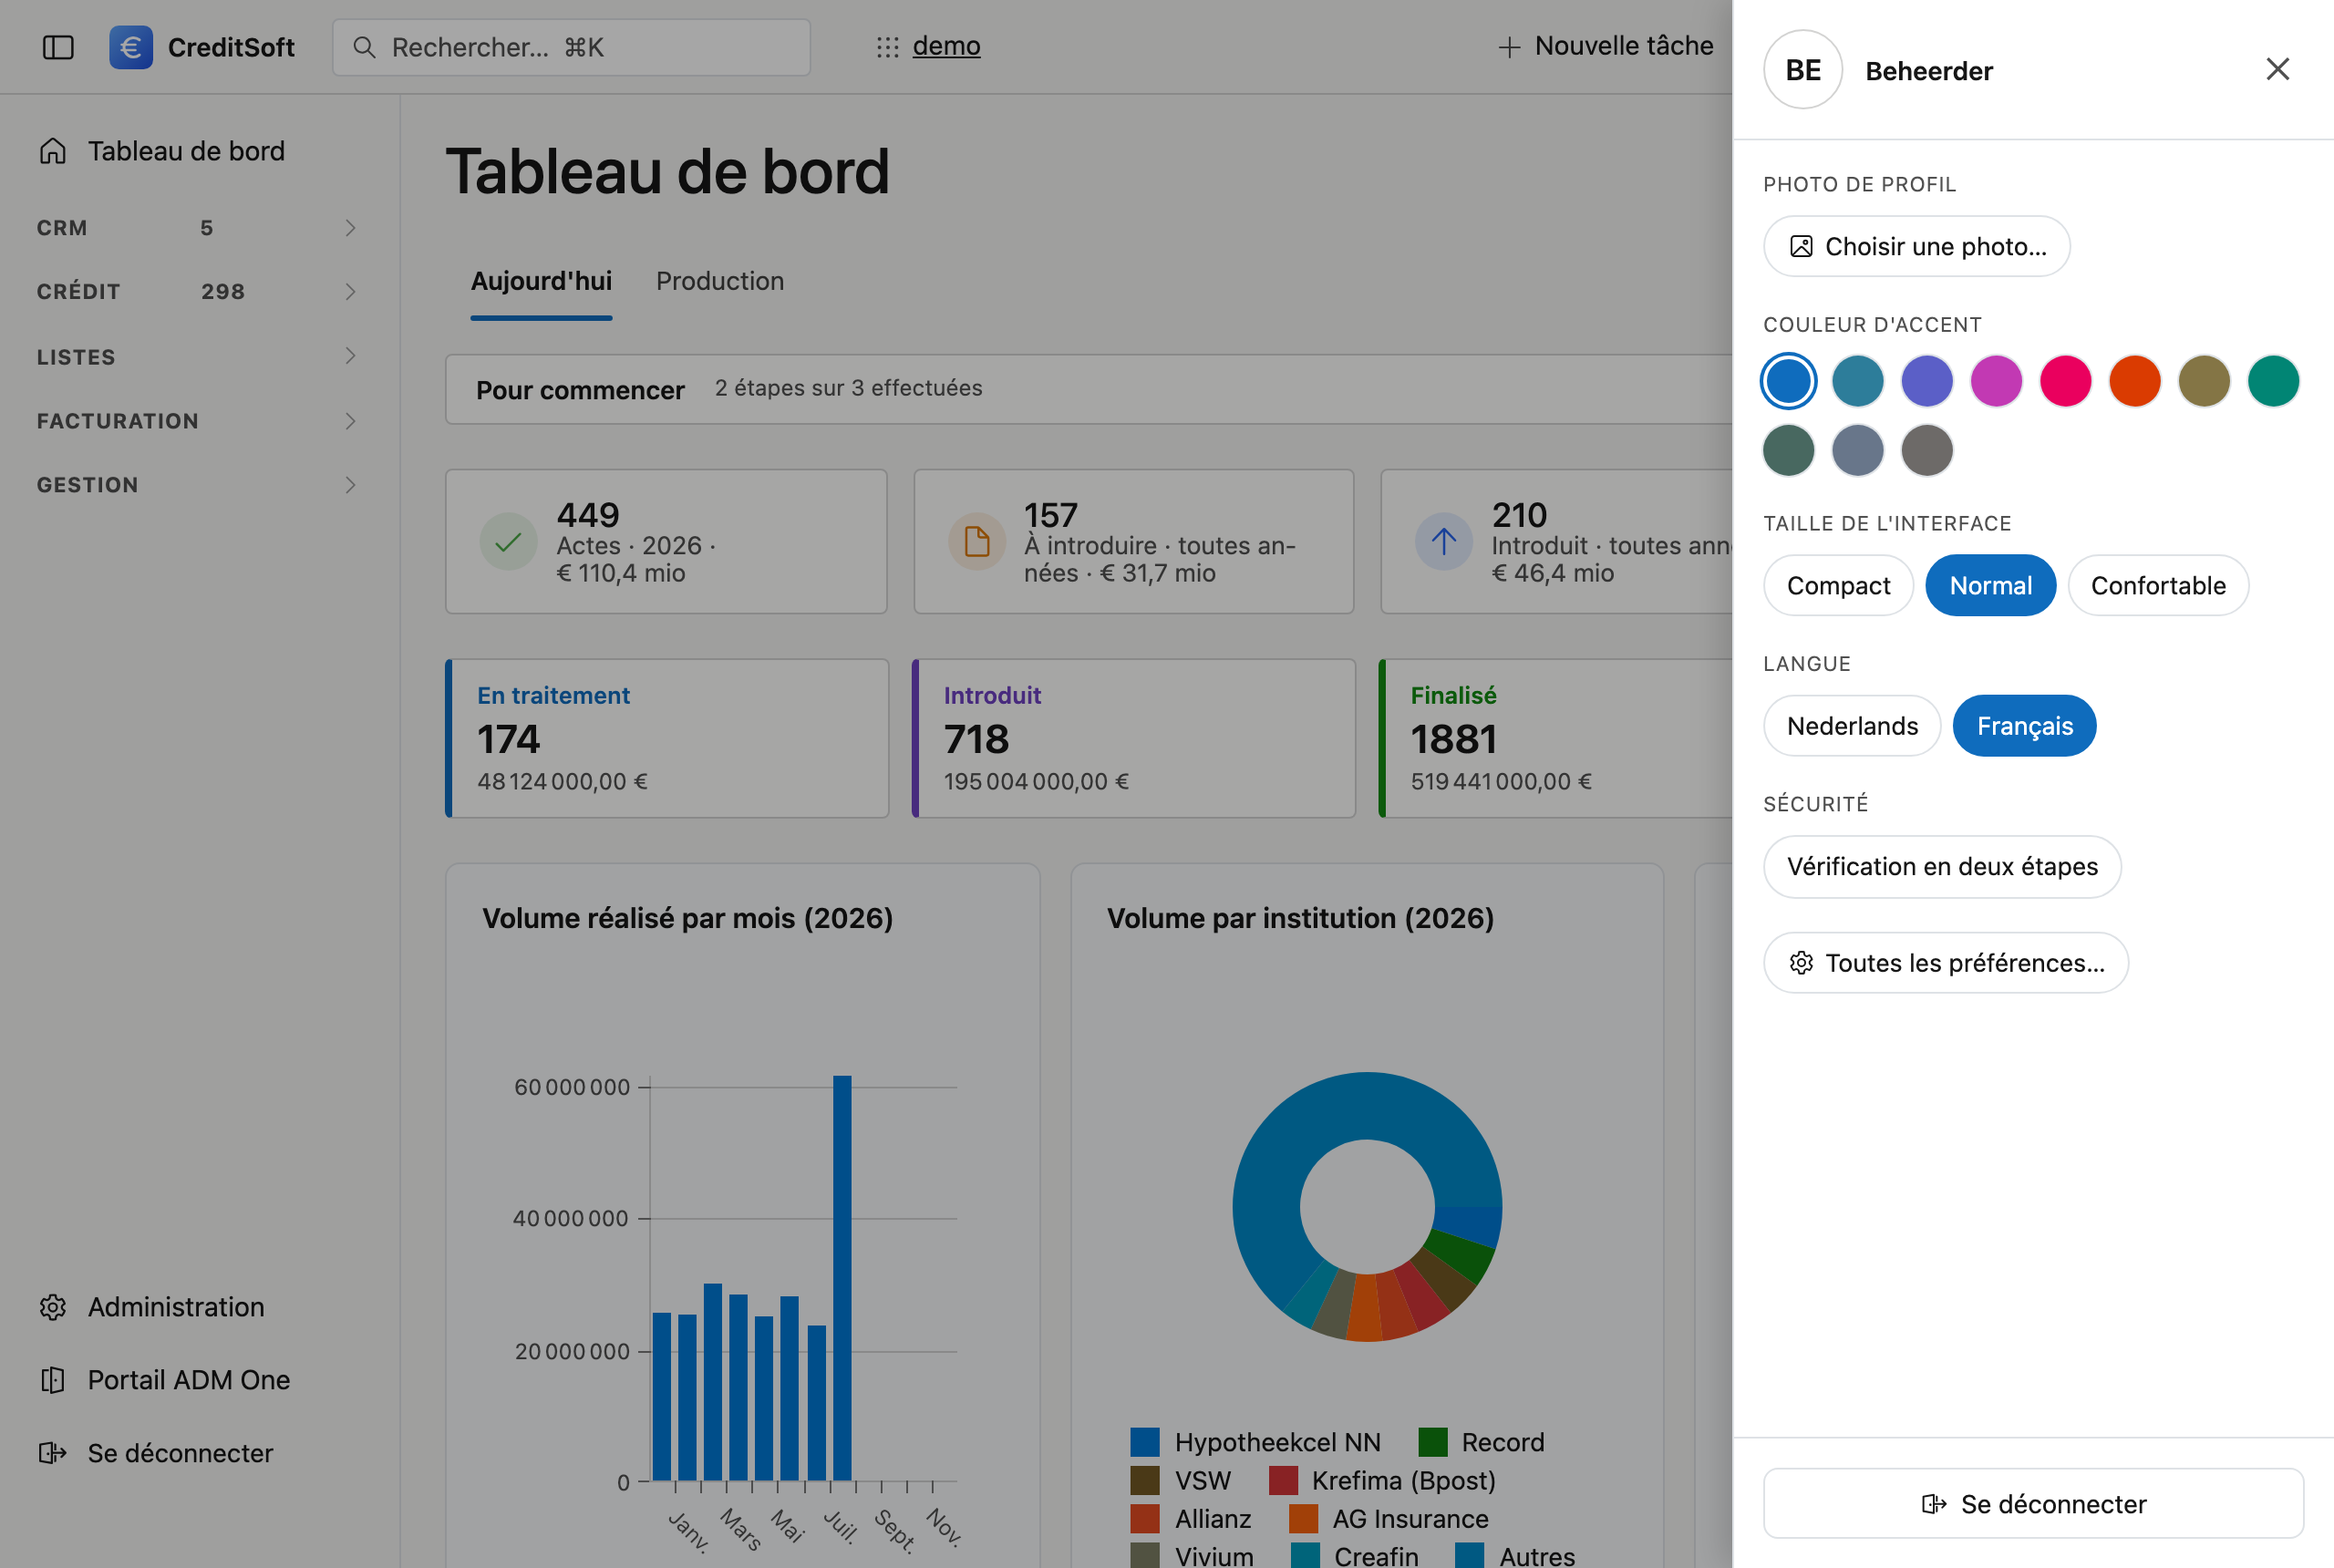 CreditSoft
Rechercher... ⌘K
demo
Nouvelle tâche
BE
Beheerder
Tableau de bord
CRM 5
CRÉDIT 298
LISTES
FACTURATION
GESTION
Administration
Portail ADM One
Se déconnecter
Tableau de bord
Aujourd'hui
Production
Pour commencer
2 étapes sur 3 effectuées
449
Actes · 2026 ·
€ 110,4 mio
157
À introduire · toutes an-
nées · € 31,7 mio
210
Introduit · toutes
€ 46,4 mio
En traitement
174
48 124 000,00 €
Introduit
718
195 004 000,00 €
Finalisé
1881
519 441 000,00 €
Volume réalisé par mois (2026)
60 000 000
40 000 000
20 000 000
0
Janv.
Mars
Mai
Juil.
Sept.
Nov.
Volume par institution (2026)
Hypotheekcel NN
Record
VSW
Krefima (Bpost)
Allianz
AG Insurance
Vivium
Creafin
Autres
PHOTO DE PROFIL
Choisir une photo...
COULEUR D'ACCENT
TAILLE DE L'INTERFACE
Compact
Normal
Confortable
LANGUE
Nederlands
Français
SÉCURITÉ
Vérification en deux étapes
Toutes les préférences...
Se déconnecter